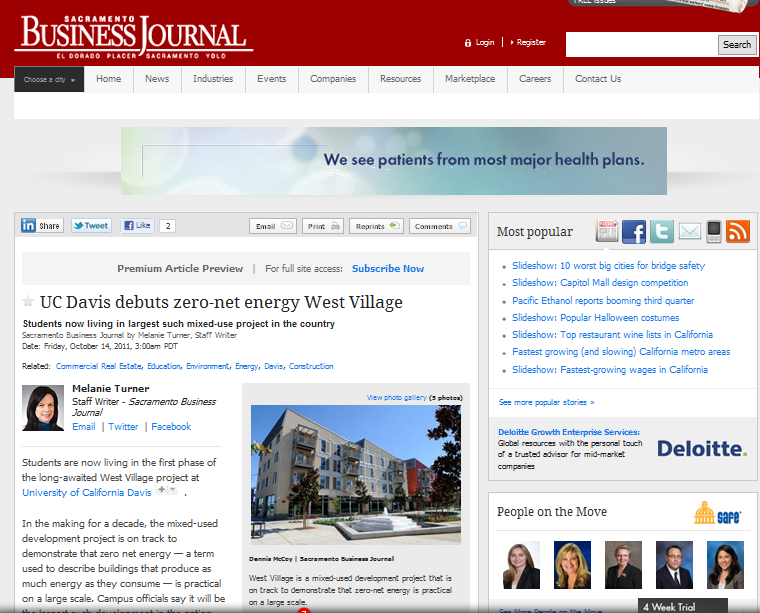 FREE Issues
SACRAMENTO
BUSINESS JOURNAL
EL DORADO PLACER SACRAMENTO YOLO
Login | Register
Search
Choose a city
Home
News
Industries
Events
Companies
Resources
Marketplace
Careers
Contact Us
We see patients from most major health plans.
in Share
Tweet
Like
2
Email
Print
Reprints
Comments
Premium Article Preview | For full site access: Subscribe Now
UC Davis debuts zero-net energy West Village
Students now living in largest such mixed-use project in the country
Sacramento Business Journal by Melanie Turner, Staff Writer
Date: Friday, October 14, 2011, 3:00am PDT
Related: Commercial Real Estate, Education, Environment, Energy, Davis, Construction
Melanie Turner
Staff Writer - Sacramento Business
Journal
Email | Twitter | Facebook
Students are now living in the first phase of
the long-awaited West Village project at
University of California Davis .
In the making for a decade, the mixed-used
development project is on track to
demonstrate that zero net energy — a term
used to describe buildings that produce as
much energy as they consume — is practical
on a large scale. Campus officials say it will be
View photo gallery (5 photos)
Dennis McCoy | Sacramento Business Journal
West Village is a mixed-used development project that is
on track to demonstrate that zero-net energy is practical
on a large scale.
Most popular
Slideshow: 10 worst big cities for bridge safety
Slideshow: Capitol Mall design competition
Pacific Ethanol reports booming third quarter
Slideshow: Popular Halloween costumes
Slideshow: Top restaurant wine lists in California
Fastest growing (and slowing) California metro areas
Slideshow: Fastest-growing wages in California
See more popular stories »
Deloitte Growth Enterprise Services:
Global resources with the personal touch
of a trusted advisor for mid-market
companies
Deloitte.
People on the Move
safe
See More People on the Move
4 Week Trial